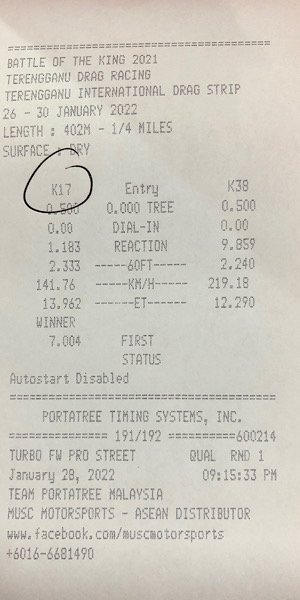 ========================================
BATTLE OF THE KING 2021
TERENGGANU DRAG RACING
TERENGGANU INTERNATIONAL DRAG STRIP
26 - 30 JANUARY 2022
LENGTH : 402M - 1/4 MILES
SURFACE : DRY
K17 Entry K38
0.500 0.000 TREE 0.500
0.00 DIAL-IN 0.00
1.183 REACTION 9.859
2.333 -----60FT----- 2.240
141.76 -----KM/H----- 219.18
13.962 ------ET------ 12.290
WINNER
7.004 FIRST
STATUS
Autostart Disabled
========================================
PORTATREE TIMING SYSTEMS, INC.
=============== 191/192 ==========600214
TURBO FW PRO STREET QUAL RND 1
January 28, 2022 09:15:33 PM
TEAM PORTATREE MALAYSIA
MUSC MOTORSPORTS - ASEAN DISTRIBUTOR
www.facebook.com/muscmotorsports
+6016-6681490